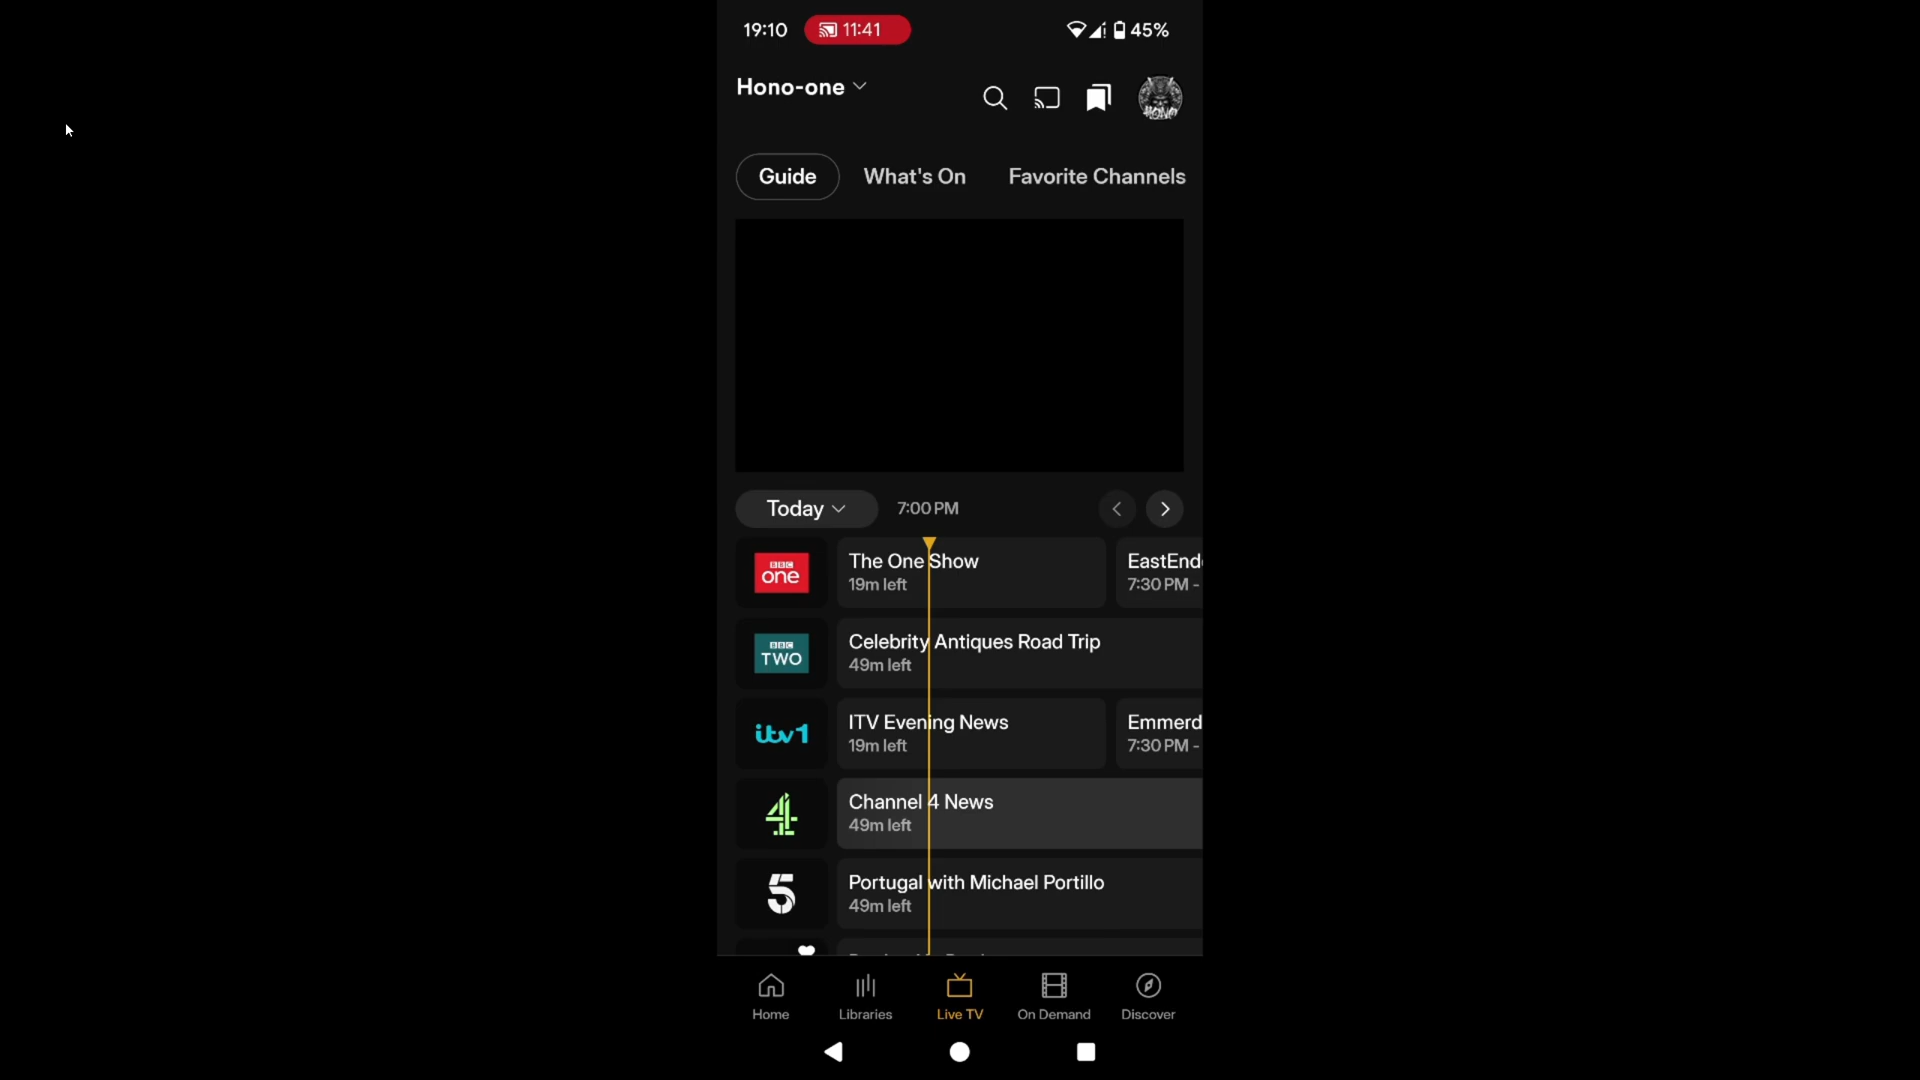 19:10 11:41 45%
Hono-one
Guide What's On Favorite Channels
Today 7:00 PM
BBC
one
The One Show
19m left
EastEnd
7:30 PM -
BBC
TWO
Celebrity Antiques Road Trip
49m left
itv1
ITV Evening News
19m left
Emmerd
7:30 PM -
4
Channel 4 News
49m left
5
Portugal with Michael Portillo
49m left
Home Libraries Live TV On Demand Discover